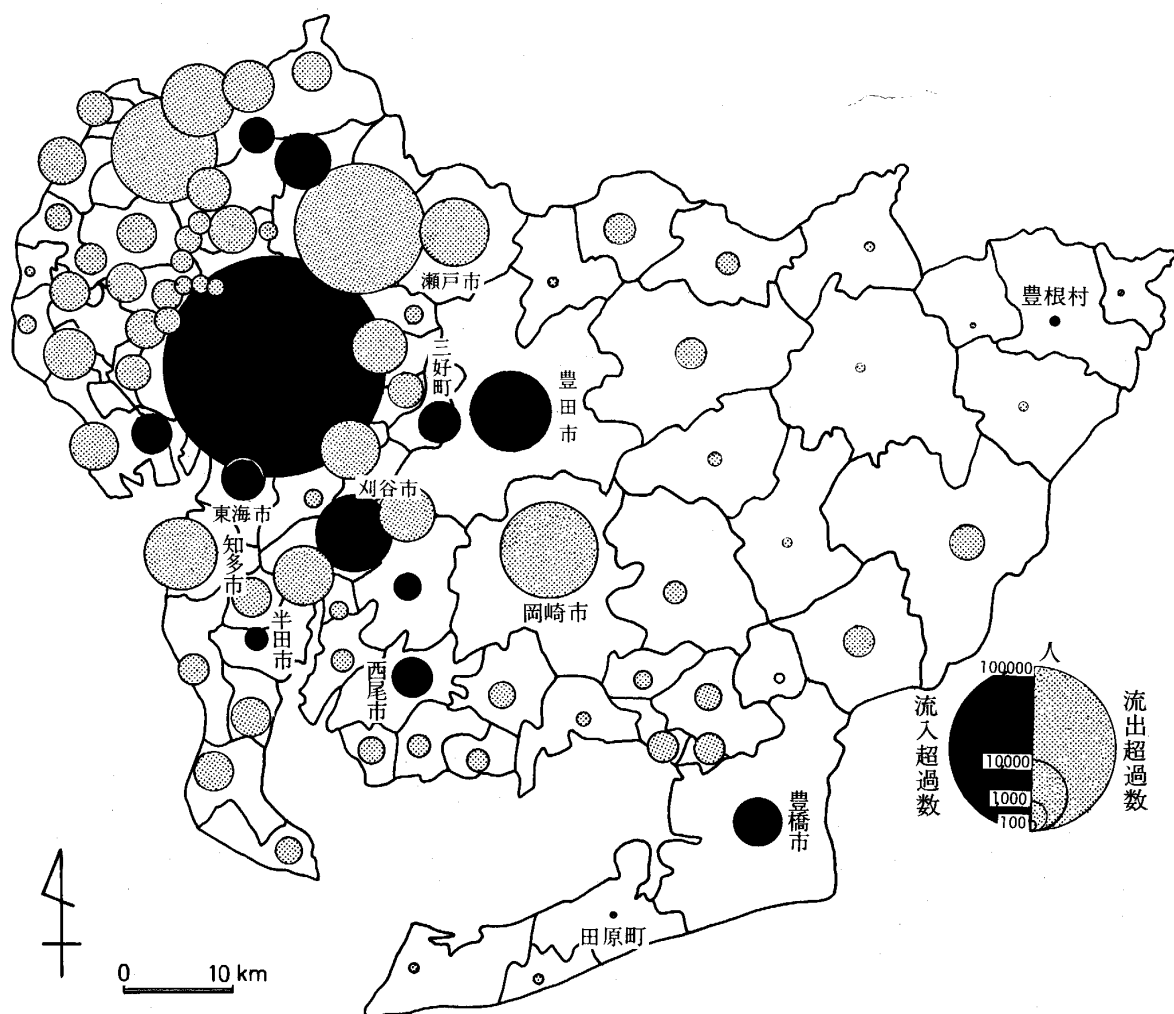 瀬戸市
豊根村
三好町
豊田市
刈谷市
東海市
知多市
岡崎市
半田市
西尾市
豊橋市
田原町
人
100000
10000
1000
100
流入超過数
流出超過数
0 10 km